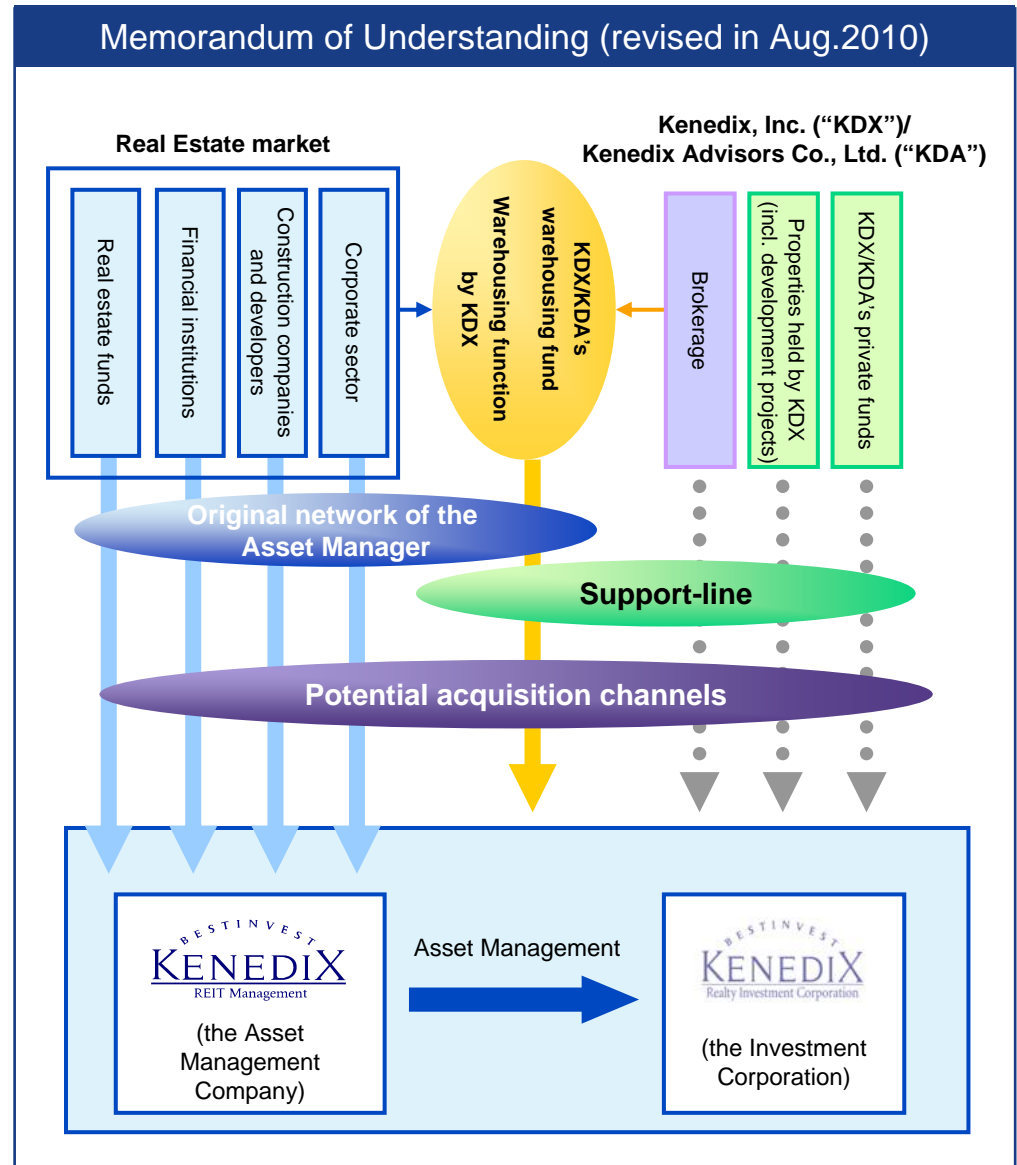 Memorandum of Understanding (revised in Aug.2010)
Real Estate market
Kenedix, Inc. (“KDX”)/
Kenedix Advisors Co., Ltd. (“KDA”)
Real estate funds
Financial institutions
Construction companies
and developers
Corporate sector
KDX/KDA’s
warehousing fund
Warehousing function
by KDX
Brokerage
Properties held by KDX
(incl. development projects)
KDX/KDA’s private funds
Original network of the
Asset Manager
Support-line
Potential acquisition channels
BESTINVEST
KENEDIX
REIT Management
(the Asset
Management
Company)
Asset Management
BESTINVEST
KENEDIX
Realty Investment Corporation
(the Investment
Corporation)